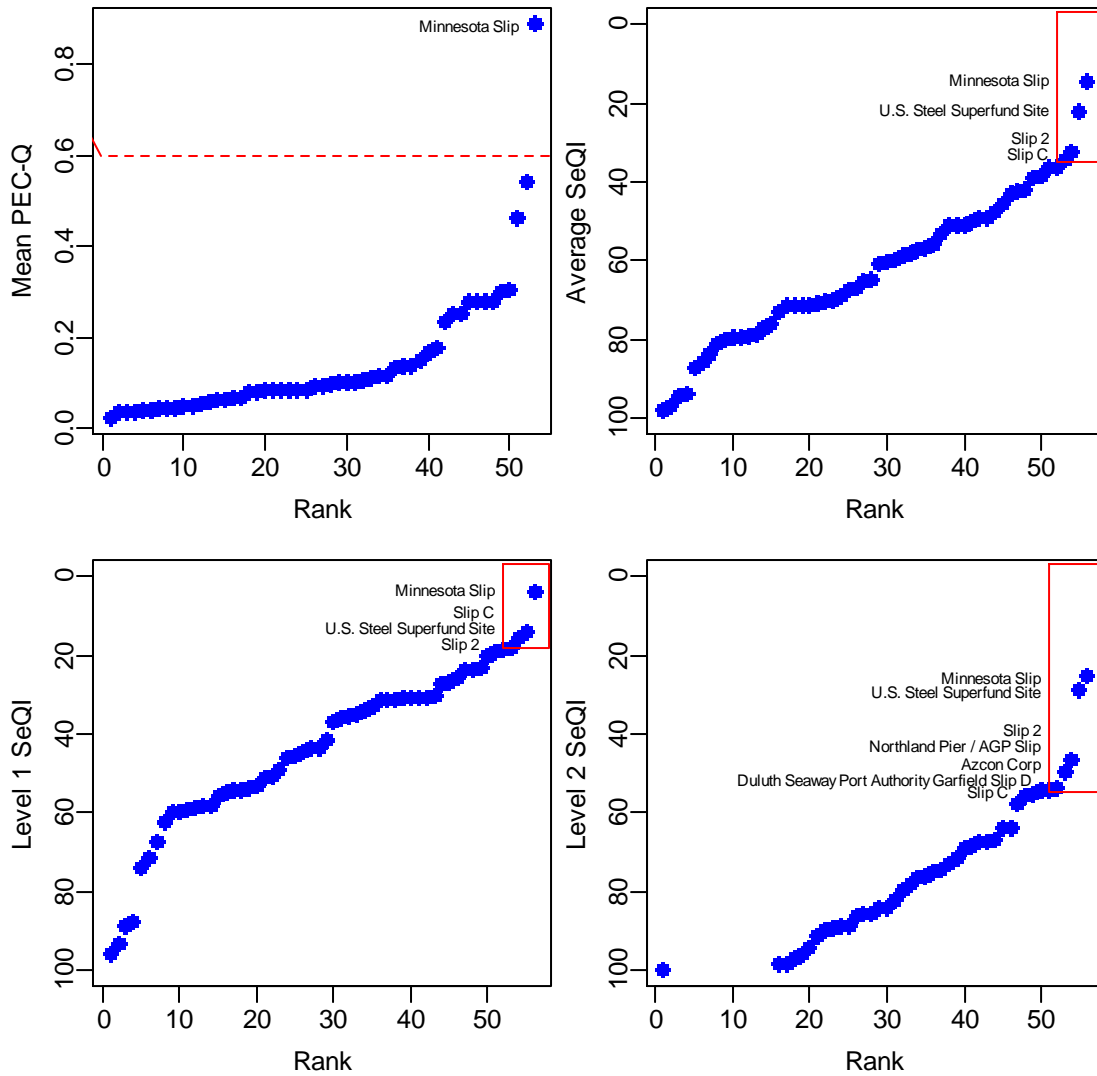 Mean PEC-Q
0.0 0.2 0.4 0.6 0.8
Minnesota Slip
0 10 20 30 40 50
Rank
Average SeQI
0 20 40 60 80 100
Minnesota Slip
U.S. Steel Superfund Site
Slip 2
Slip C
0 10 20 30 40 50
Rank
Level 1 SeQI
0 20 40 60 80 100
Minnesota Slip
Slip C
U.S. Steel Superfund Site
Slip 2
0 10 20 30 40 50
Rank
Level 2 SeQI
0 20 40 60 80 100
Minnesota Slip
U.S. Steel Superfund Site
Slip 2
Northland Pier / AGP Slip
Azcon Corp
Duluth Seaway Port Authority Garfield Slip D
Slip C
0 10 20 30 40 50
Rank